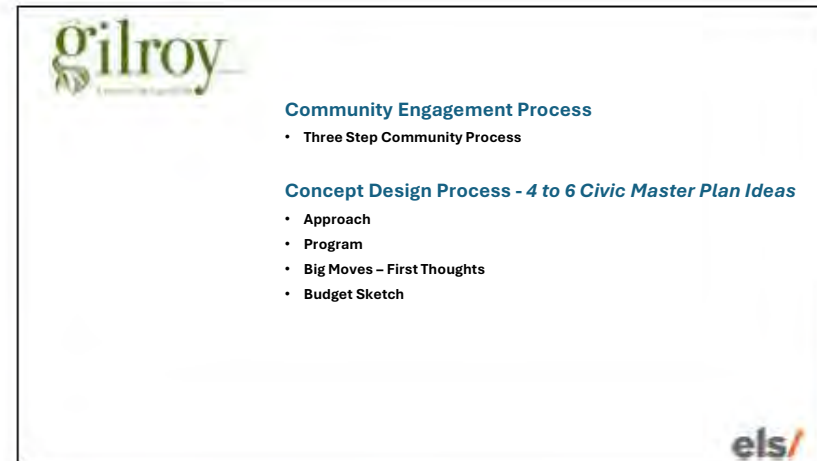 gilroy
Community Engagement Process
• Three Step Community Process
Concept Design Process - 4 to 6 Civic Master Plan Ideas
• Approach
• Program
• Big Moves – First Thoughts
• Budget Sketch
els/